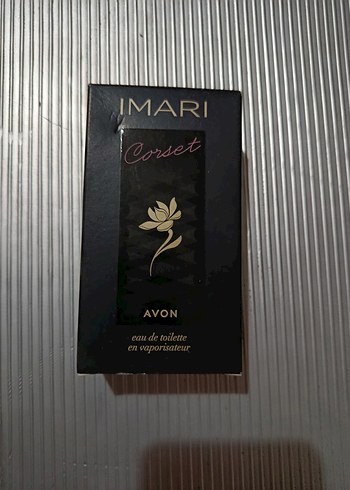 IMARI
Corset
AVON
eau de toilette
en vaporisateur